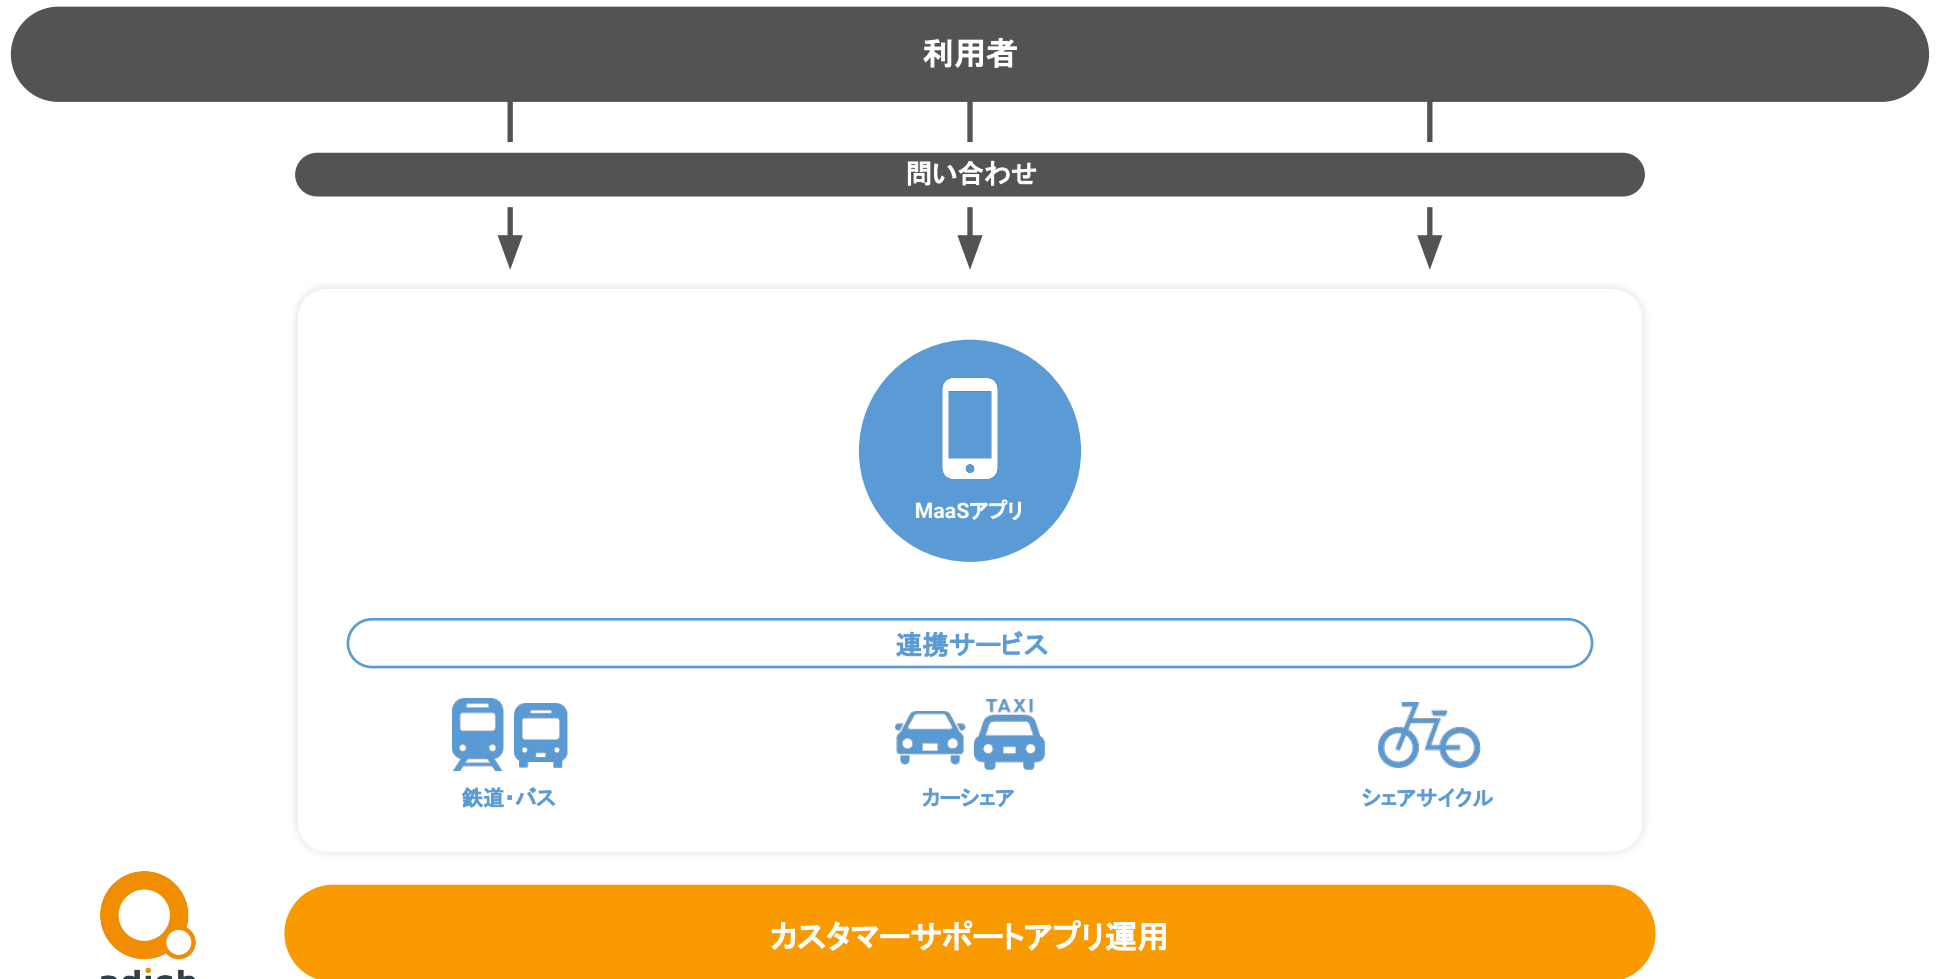 利用者
問い合わせ
MaaSアプリ
連携サービス
TAXI
鉄道・バス
カーシェア
シェアサイクル
カスタマーサポートアプリ運用
adish